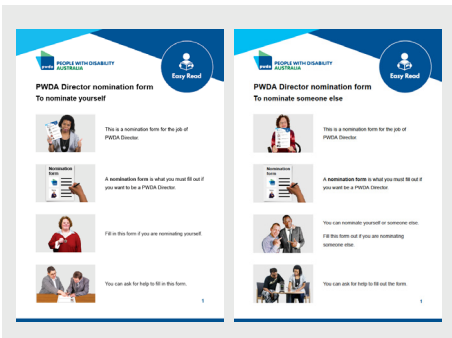 pwda
PEOPLE WITH DISABILITY
AUSTRALIA
Easy Read
PWDA Director nomination form
To nominate yourself
This is a nomination form for the job of
PWDA Director.
Nomination
form
A nomination form is what you must fill out if
you want to be a PWDA Director.
Fill in this form if you are nominating yourself.
You can ask for help to fill in this form.
1
pwda
PEOPLE WITH DISABILITY
AUSTRALIA
Easy Read
PWDA Director nomination form
To nominate someone else
This is a nomination form for the job of
PWDA Director.
Nomination
form
A nomination form is what you must fill out if
you want to be a PWDA Director.
You can nominate yourself or someone else.
Fill this form out if you are nominating
someone else.
You can ask for help to fill out the form.
1